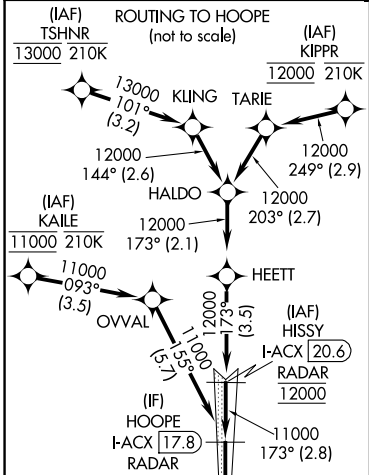 ROUTING TO HOOPE
(not to scale)
(IAF)
TSHNR
13000 210K
(IAF)
KIPPR
12000 210K
13000
101°
(3.2)
KLING
TARIE
12000
144° (2.6)
12000
249° (2.9)
HALDO
12000
203° (2.7)
12000
173° (2.1)
(IAF)
KAILE
11000 210K
11000
093°
(3.5)
HEETT
OVVAL
12000
173°
(3.5)
(IAF)
HISSY
I-ACX 20.6
RADAR
12000
11000
155°
(5.7)
(IF)
HOOPE
I-ACX 17.8
RADAR
11000
173° (2.8)